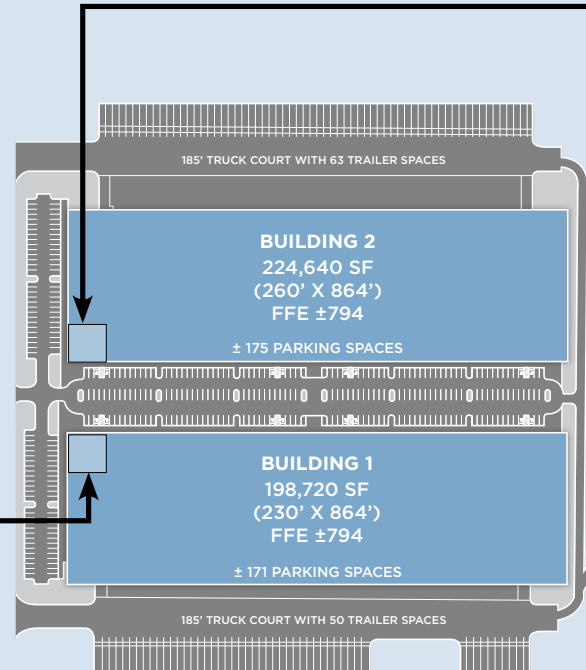 185’ TRUCK COURT WITH 63 TRAILER SPACES
BUILDING 2
224,640 SF
(260’ X 864’)
FFE ±794
± 175 PARKING SPACES
BUILDING 1
198,720 SF
(230’ X 864’)
FFE ±794
± 171 PARKING SPACES
185’ TRUCK COURT WITH 50 TRAILER SPACES